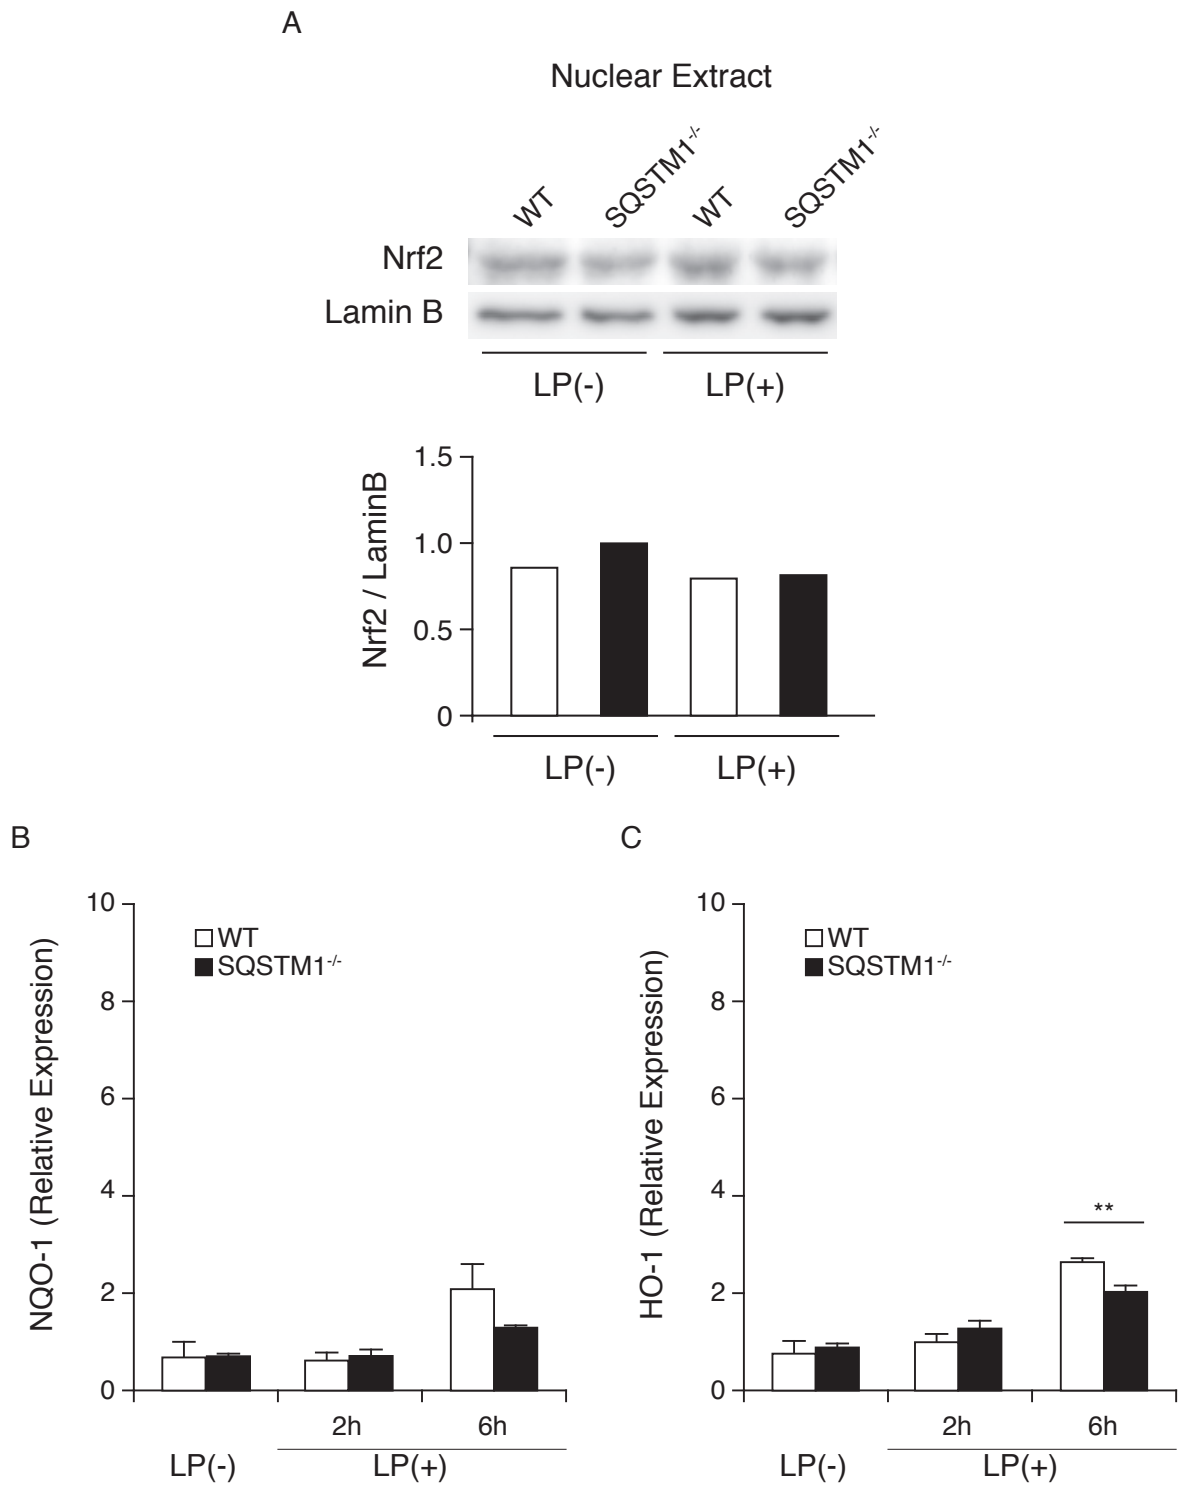 A
Nuclear Extract
WT SQSTM1-/- WT SQSTM1-/-
Nrf2
Lamin B
LP(-) LP(+)
Nrf2 / LaminB
1.5
1.0
0.5
0
LP(-) LP(+)
B
NQO-1 (Relative Expression)
10
8
6
4
2
0
WT
SQSTM1-/-
2h 6h
LP(-) LP(+)
C
HO-1 (Relative Expression)
10
8
6
4
2
0
WT
SQSTM1-/-
**
2h 6h
LP(-) LP(+)